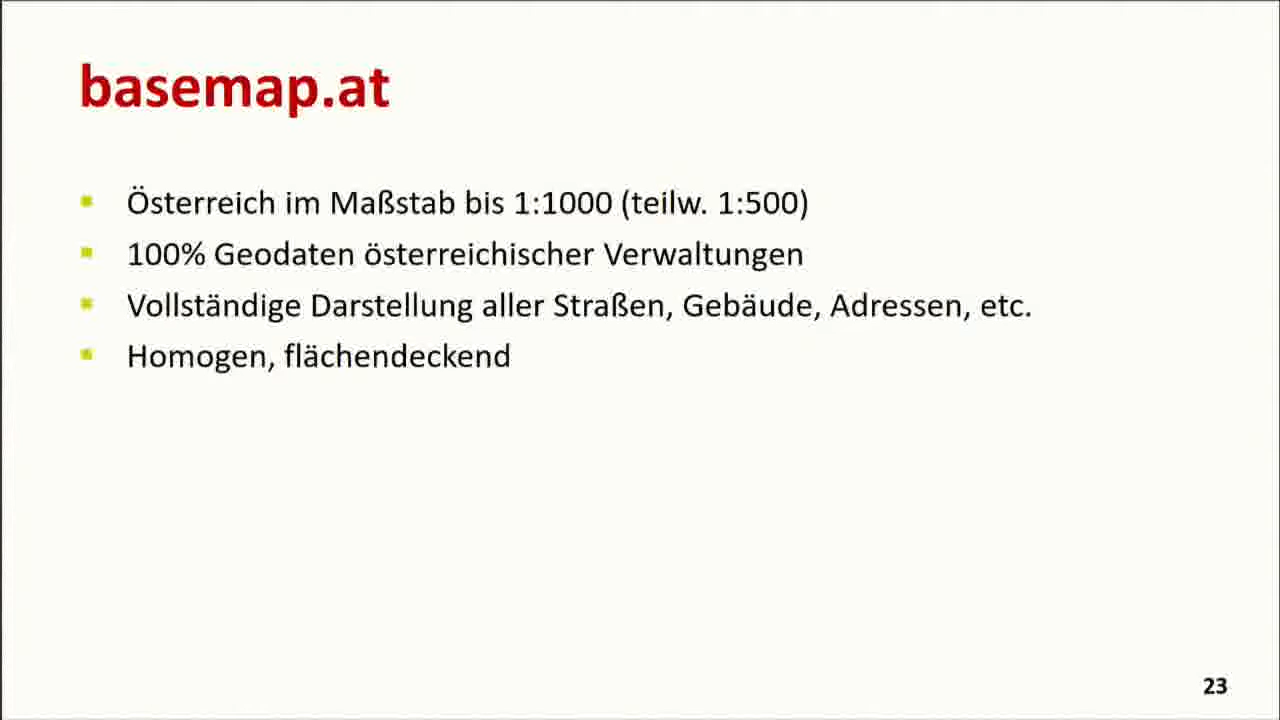 basemap.at
Österreich im Maßstab bis 1:1000 (teilw. 1:500)
100% Geodaten österreichischer Verwaltungen
Vollständige Darstellung aller Straßen, Gebäude, Adressen, etc.
Homogen, flächendeckend
23